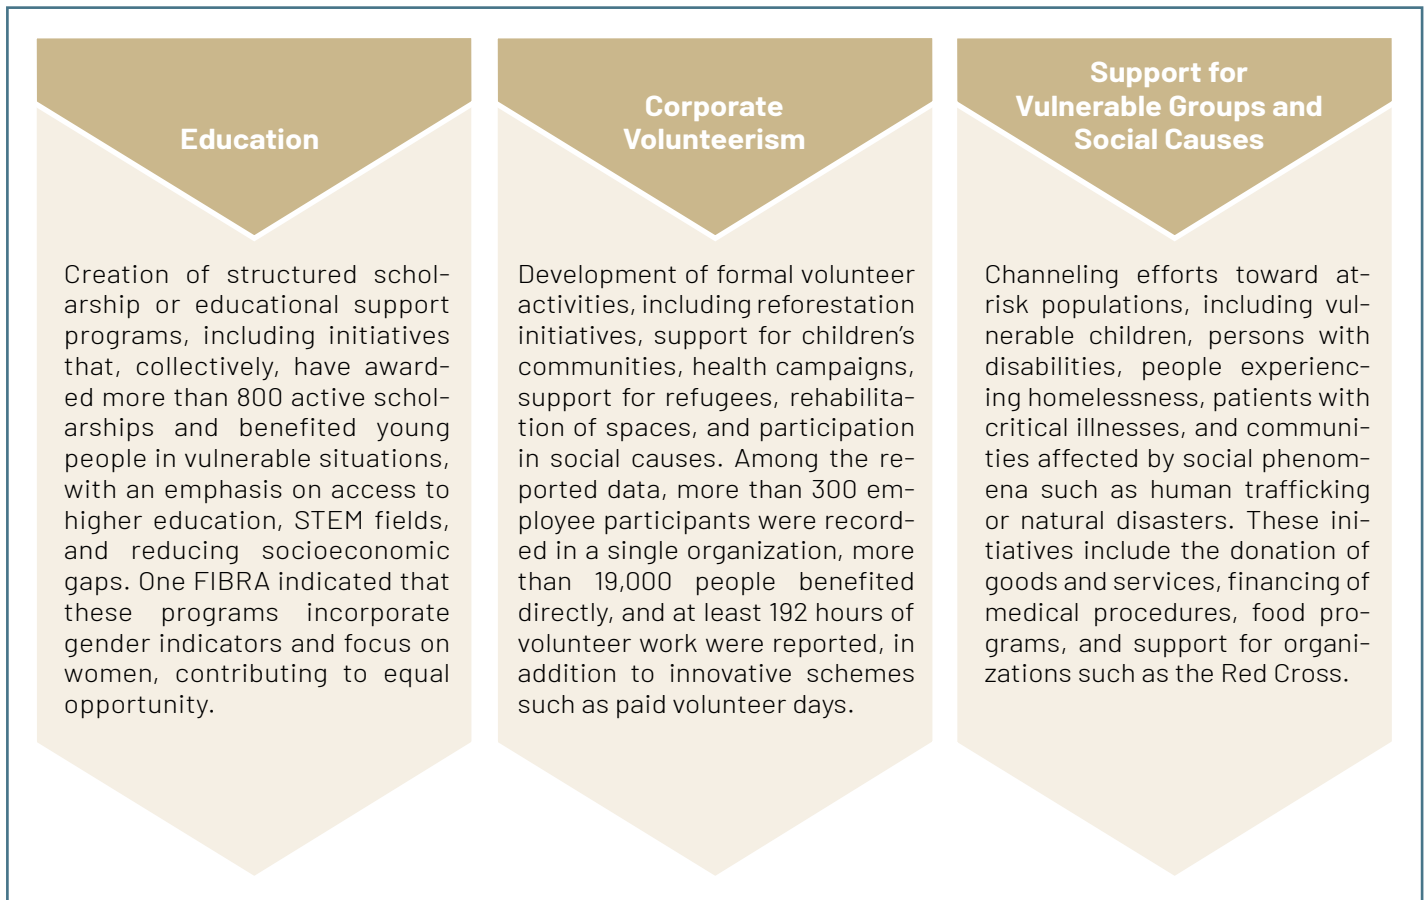 Education
Creation of structured schol-
arship or educational support
programs, including initiatives
that, collectively, have award-
ed more than 800 active schol-
arships and benefited young
people in vulnerable situations,
with an emphasis on access to
higher education, STEM fields,
and reducing socioeconomic
gaps. One FIBRA indicated that
these programs incorporate
gender indicators and focus on
women, contributing to equal
opportunity.
Corporate
Volunteerism
Development of formal volunteer
activities, including reforestation
initiatives, support for children’s
communities, health campaigns,
support for refugees, rehabilita-
tion of spaces, and participation
in social causes. Among the re-
ported data, more than 300 em-
ployee participants were record-
ed in a single organization, more
than 19,000 people benefited
directly, and at least 192 hours of
volunteer work were reported, in
addition to innovative schemes
such as paid volunteer days.
Support for
Vulnerable Groups and
Social Causes
Channeling efforts toward at-
risk populations, including vul-
nerable children, persons with
disabilities, people experienc-
ing homelessness, patients with
critical illnesses, and communi-
ties affected by social phenom-
ena such as human trafficking
or natural disasters. These ini-
tiatives include the donation of
goods and services, financing of
medical procedures, food pro-
grams, and support for organi-
zations such as the Red Cross.